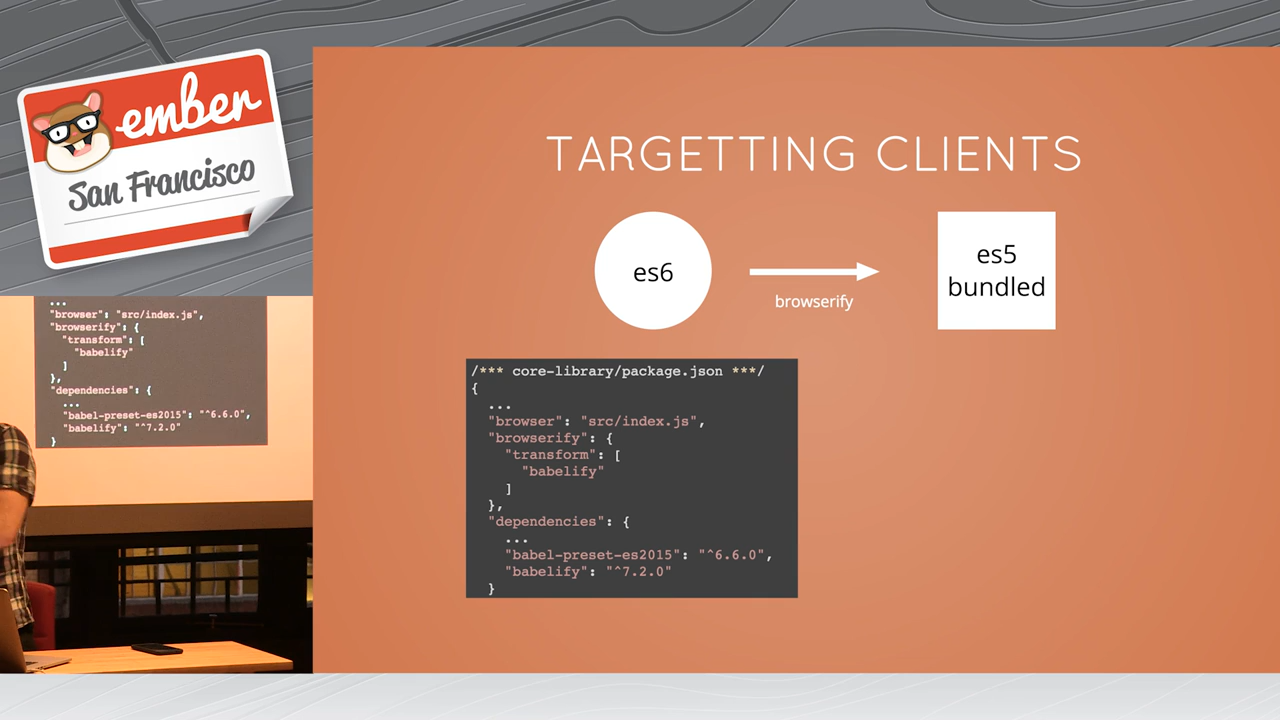 ember
San Francisco
TARGETTING CLIENTS
es6
browserify
es5
bundled
/*** core-library/package.json ***/
{
...
"browser": "src/index.js",
"browserify": {
"transform": [
"babelify"
]
},
"dependencies": {
...
"babel-preset-es2015": "^6.6.0",
"babelify": "^7.2.0"
}
...
"browser": "src/index.js",
"browserify": {
"transform": [
"babelify"
]
},
"dependencies": {
...
"babel-preset-es2015": "^6.6.0",
"babelify": "^7.2.0"
}